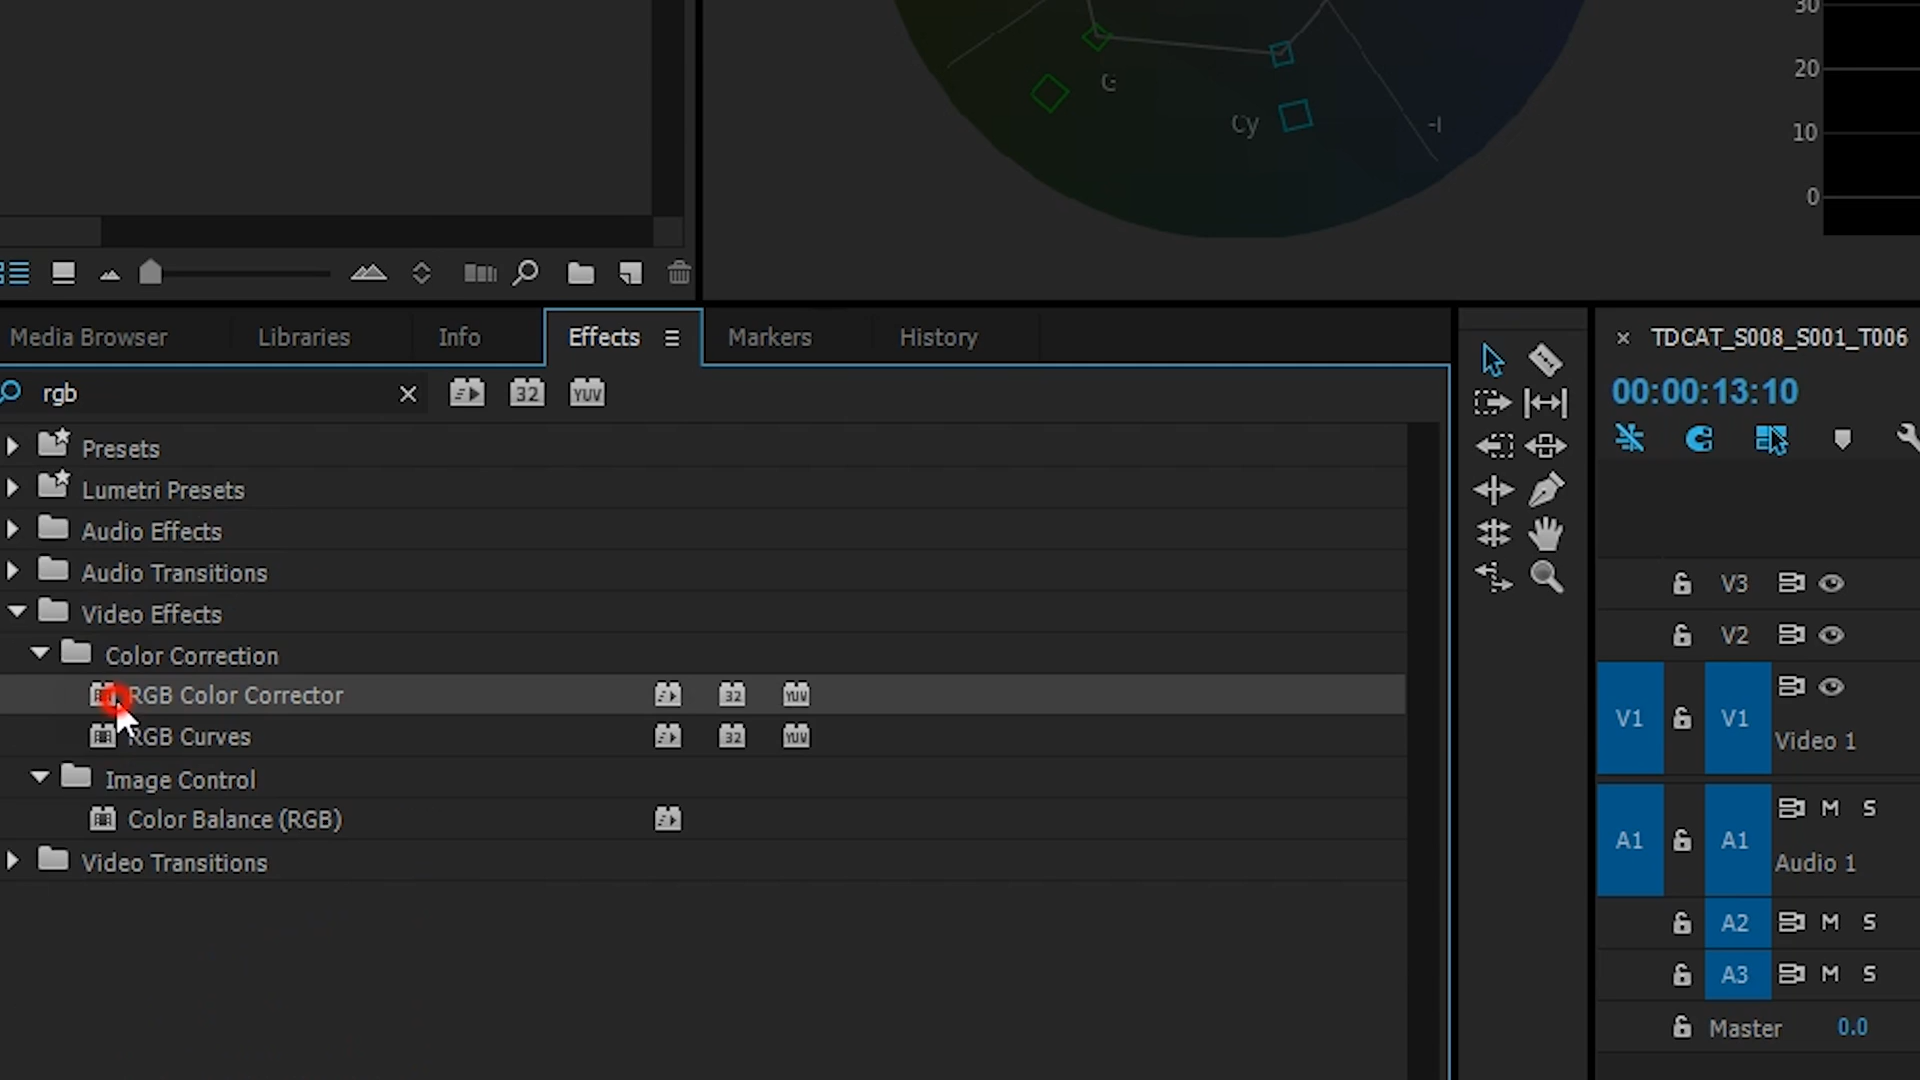 30
20
10
0
G
Cy
-I
Media Browser
Libraries
Info
Effects
Markers
History
rgb
32
YUV
Presets
Lumetri Presets
Audio Effects
Audio Transitions
Video Effects
Color Correction
RGB Color Corrector
32
YUV
RGB Curves
32
YUV
Image Control
Color Balance (RGB)
Video Transitions
TDCAT_S008_S001_T006
00:00:13:10
V3
V2
V1
V1
Video 1
A1
A1
M S
Audio 1
A2
M S
A3
M S
Master 0.0